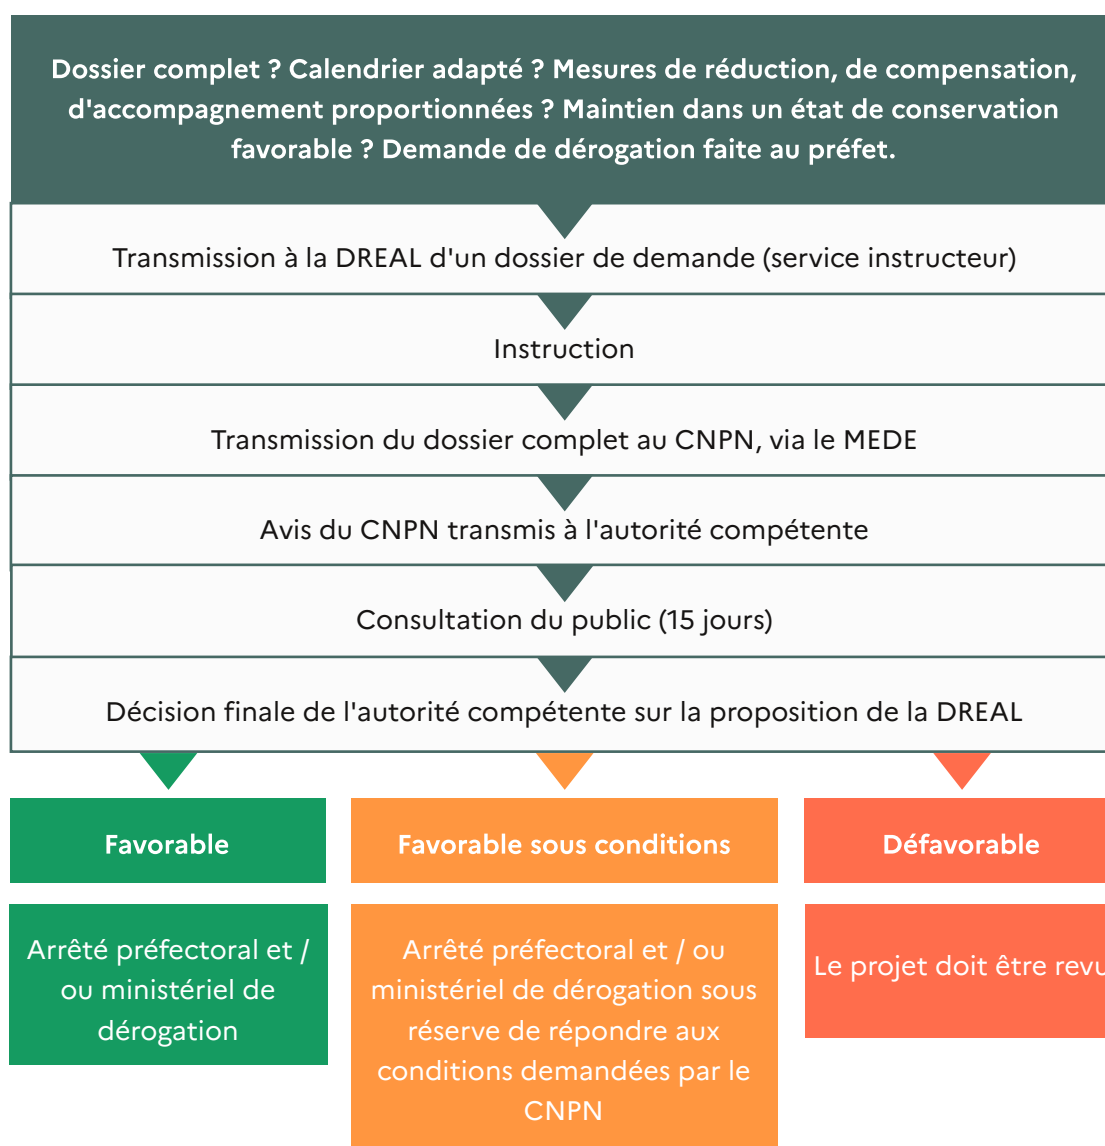 Dossier complet ? Calendrier adapté ? Mesures de réduction, de compensation,
d'accompagnement proportionnées ? Maintien dans un état de conservation
favorable ? Demande de dérogation faite au préfet.
Transmission à la DREAL d'un dossier de demande (service instructeur)
Instruction
Transmission du dossier complet au CNPN, via le MEDE
Avis du CNPN transmis à l'autorité compétente
Consultation du public (15 jours)
Décision finale de l'autorité compétente sur la proposition de la DREAL
Favorable
Arrêté préfectoral et /
ou ministériel de
dérogation
Favorable sous conditions
Arrêté préfectoral et / ou
ministériel de dérogation sous
réserve de répondre aux
conditions demandées par le
CNPN
Défavorable
Le projet doit être revu